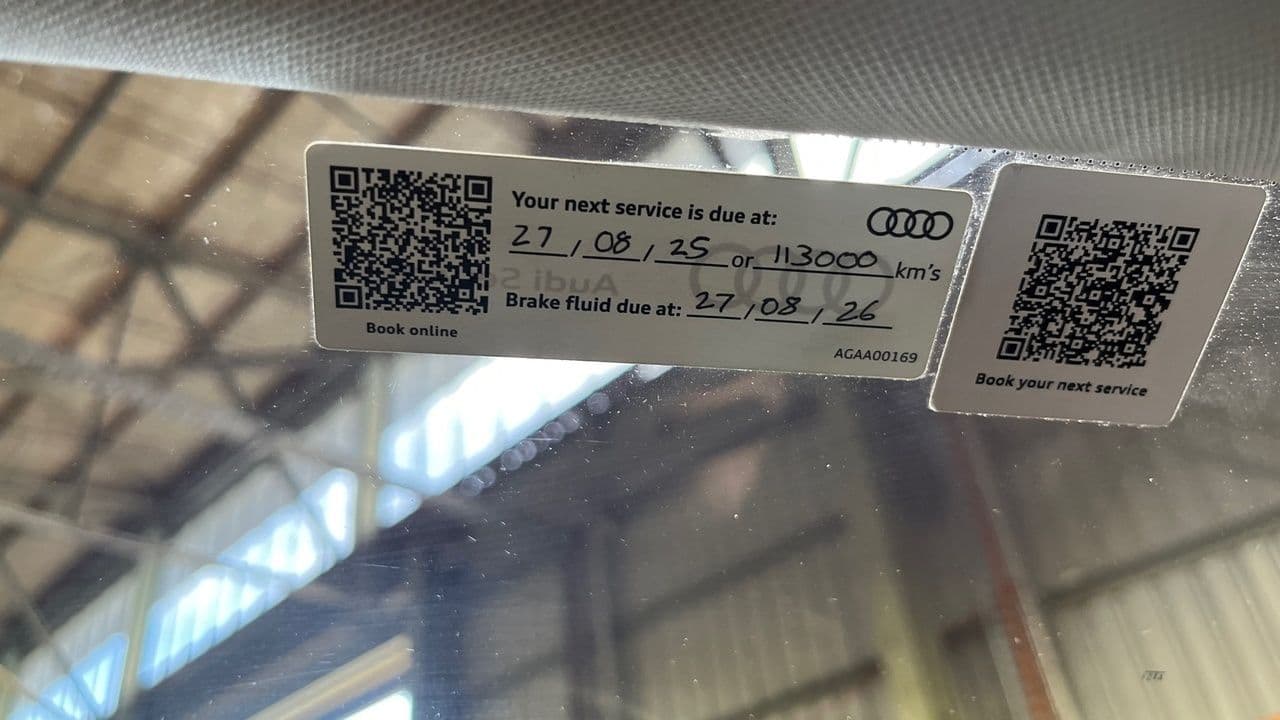 Your next service is due at:
27 / 08 / 25 or 113000 km's
Brake fluid due at: 27 / 08 / 26
Book online
AGAA00169
Book your next service